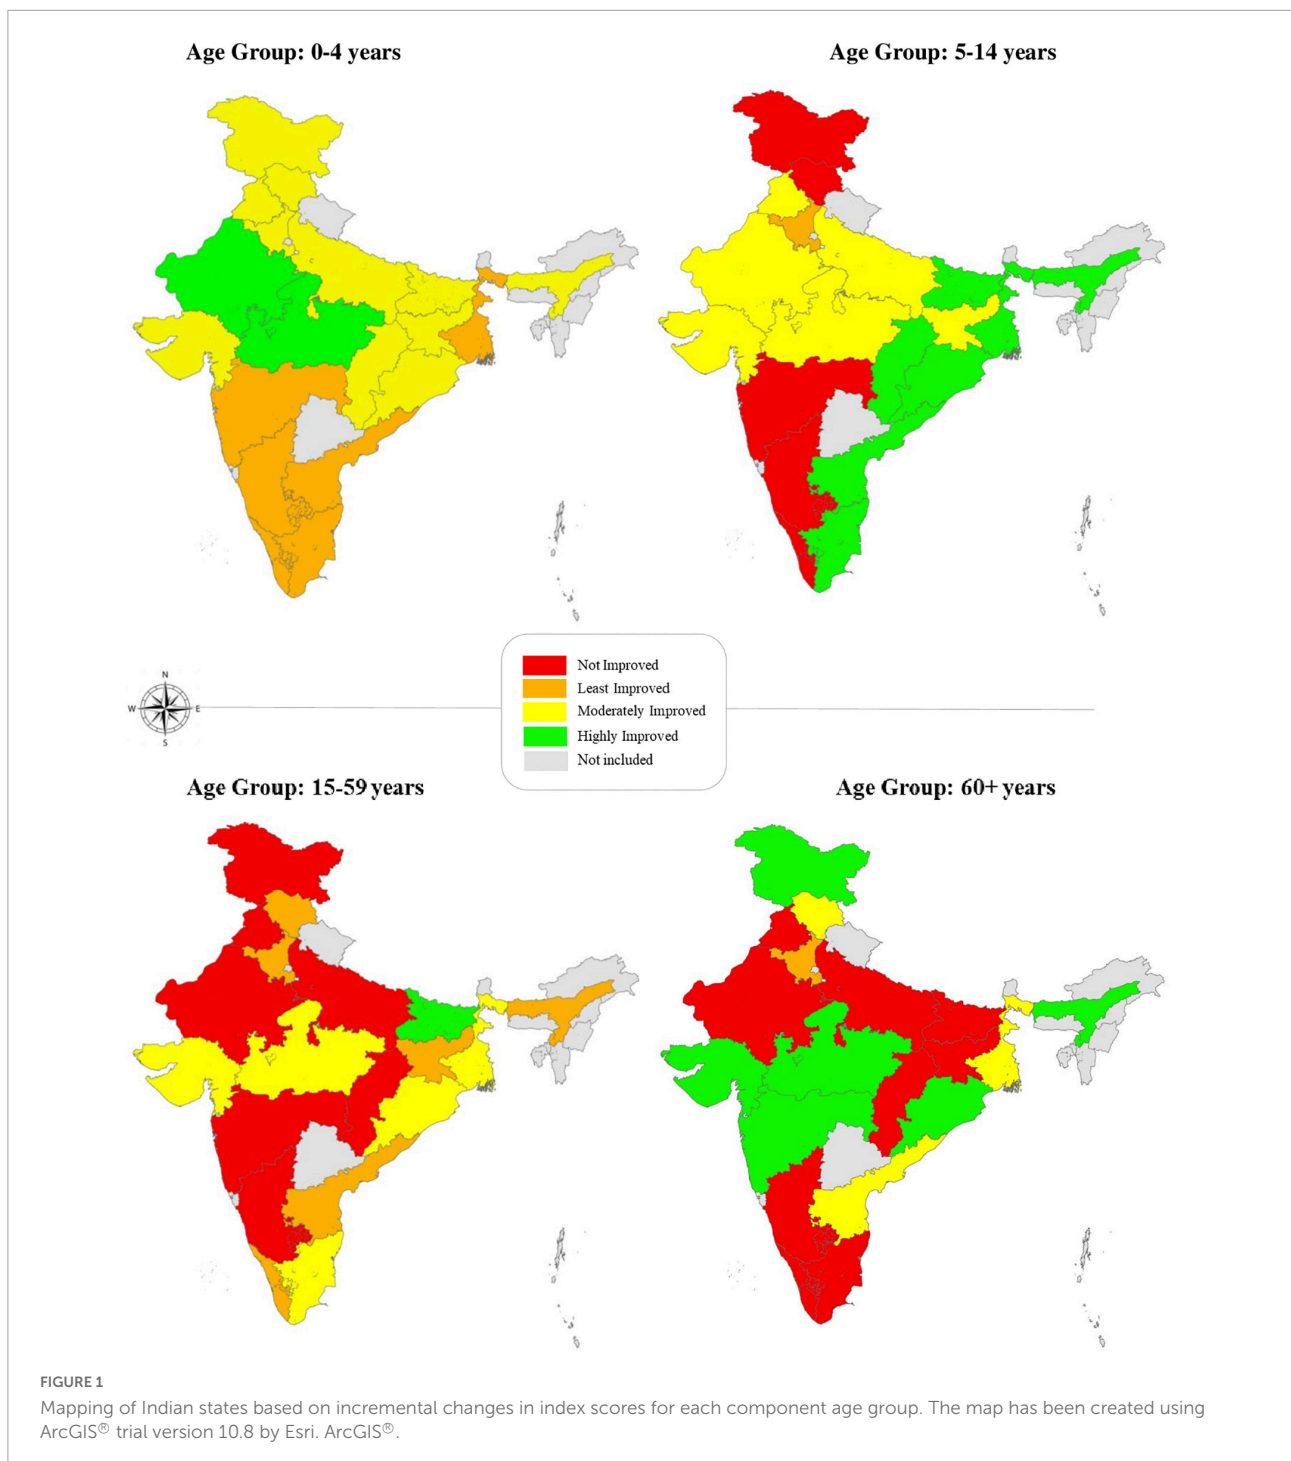 Age Group: 0-4 years
Age Group: 5-14 years
Not Improved
Least Improved
Moderately Improved
Highly Improved
Not included
N
W
E
S
Age Group: 15-59 years
Age Group: 60+ years
FIGURE 1
Mapping of Indian states based on incremental changes in index scores for each component age group. The map has been created using
ArcGIS® trial version 10.8 by Esri. ArcGIS®.